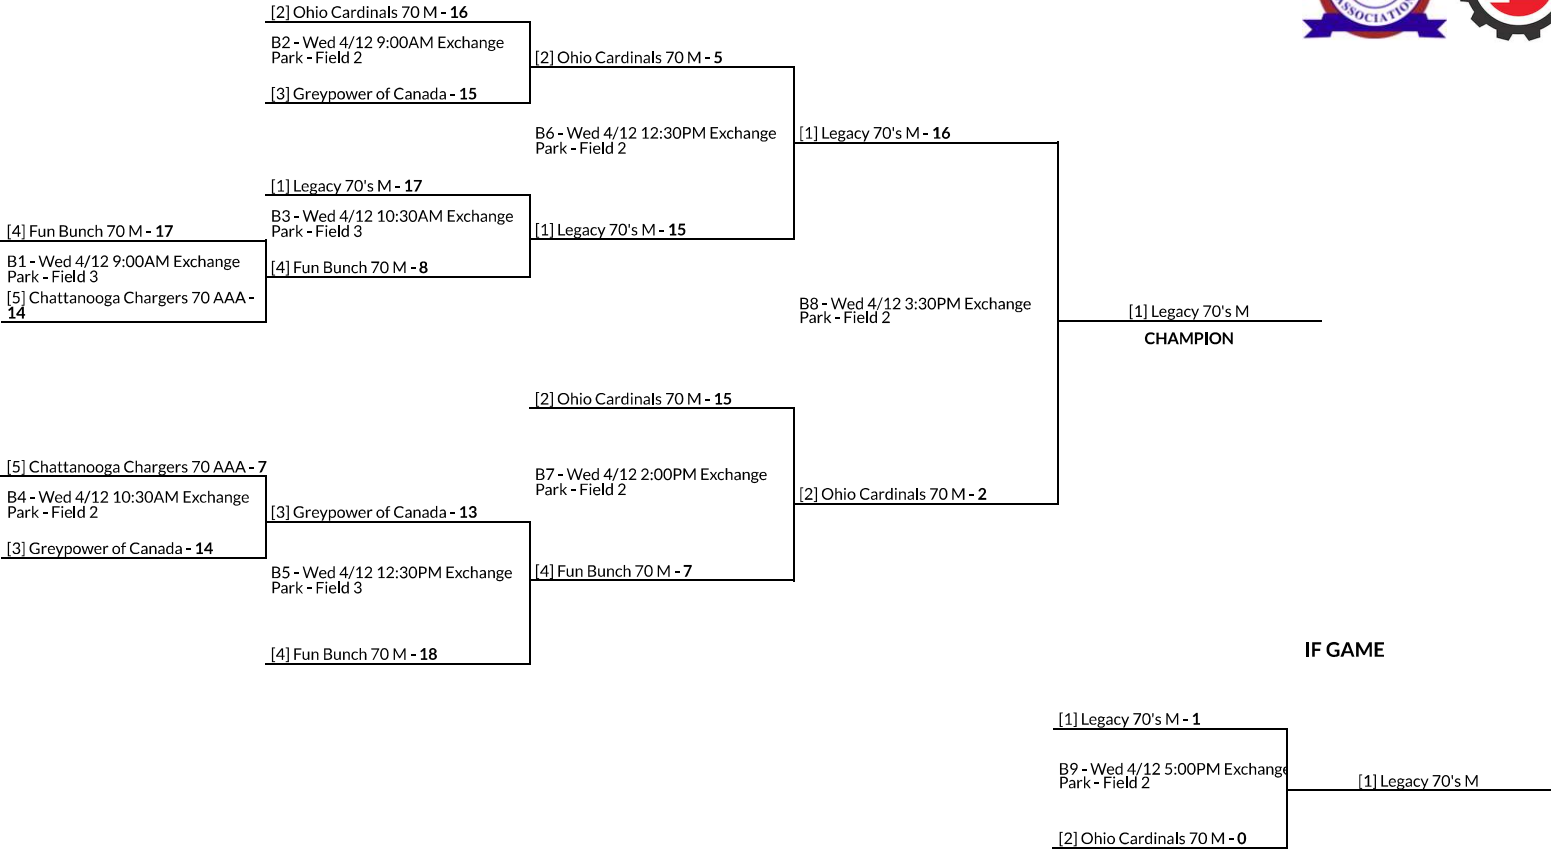 ASSOCIATION
[2] Ohio Cardinals 70 M - 16
B2 - Wed 4/12 9:00AM Exchange
Park - Field 2
[3] Greypower of Canada - 15
[2] Ohio Cardinals 70 M - 5
B6 - Wed 4/12 12:30PM Exchange
Park - Field 2
[1] Legacy 70's M - 16
[1] Legacy 70's M - 17
B3 - Wed 4/12 10:30AM Exchange
Park - Field 3
[1] Legacy 70's M - 15
[4] Fun Bunch 70 M - 17
B1 - Wed 4/12 9:00AM Exchange
Park - Field 3
[4] Fun Bunch 70 M - 8
[5] Chattanooga Chargers 70 AAA -
14
B8 - Wed 4/12 3:30PM Exchange
Park - Field 2
[1] Legacy 70's M
CHAMPION
[2] Ohio Cardinals 70 M - 15
[5] Chattanooga Chargers 70 AAA - 7
B7 - Wed 4/12 2:00PM Exchange
Park - Field 2
B4 - Wed 4/12 10:30AM Exchange
Park - Field 2
[2] Ohio Cardinals 70 M - 2
[3] Greypower of Canada - 13
[3] Greypower of Canada - 14
B5 - Wed 4/12 12:30PM Exchange
Park - Field 3
[4] Fun Bunch 70 M - 7
[4] Fun Bunch 70 M - 18
IF GAME
[1] Legacy 70's M - 1
B9 - Wed 4/12 5:00PM Exchange
Park - Field 2
[1] Legacy 70's M
[2] Ohio Cardinals 70 M - 0